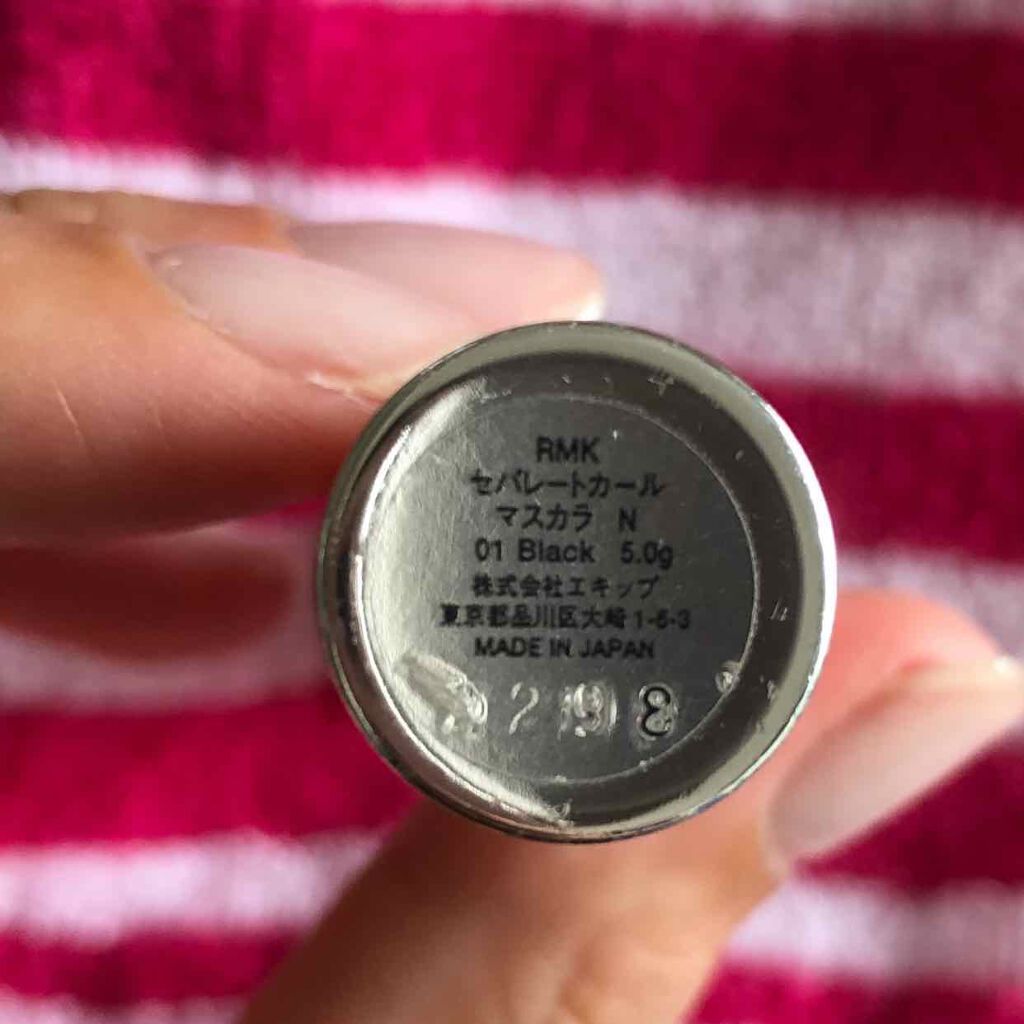 RMK
セパレートカール
マスカラ N
01 Black 5.0g
株式会社エキップ
東京都品川区大崎1-6-3
MADE IN JAPAN